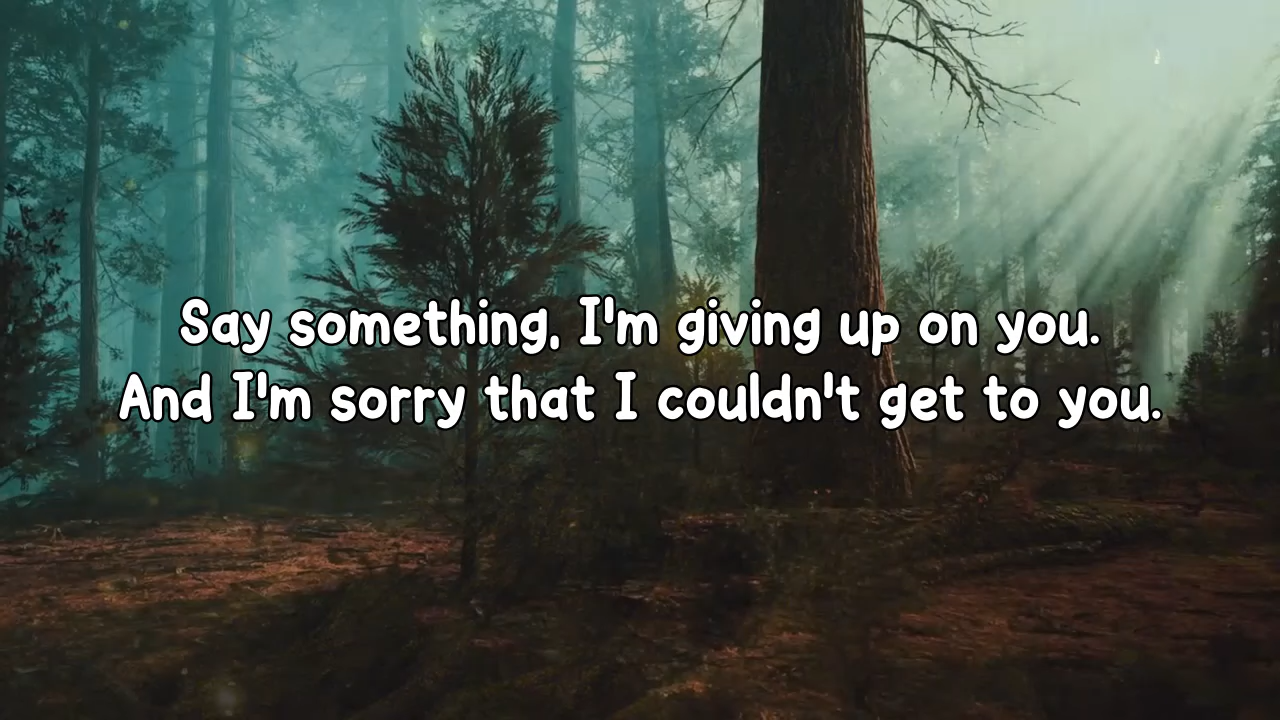 Say something, I'm giving up on you.
And I'm sorry that I couldn't get to you.